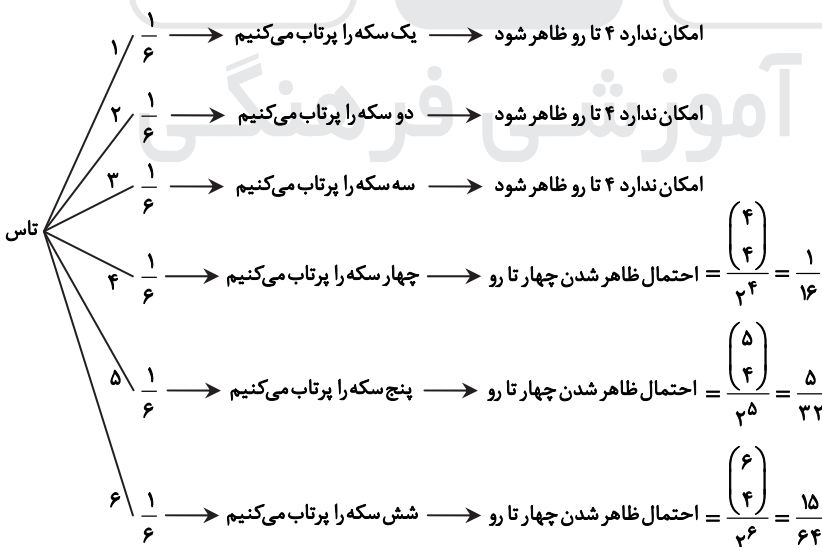 ۱ ۱/۶ → یک سکه را پرتاب می‌کنیم → امکان ندارد ۴ تا رو ظاهر شود
۲ ۱/۶ → دو سکه را پرتاب می‌کنیم → امکان ندارد ۴ تا رو ظاهر شود
۳ ۱/۶ → سه سکه را پرتاب می‌کنیم → امکان ندارد ۴ تا رو ظاهر شود
تاس
۴ ۱/۶ → چهار سکه را پرتاب می‌کنیم → احتمال ظاهر شدن چهار تا رو = (۴ ۴)/۲^۴ = ۱/۱۶
۵ ۱/۶ → پنج سکه را پرتاب می‌کنیم → احتمال ظاهر شدن چهار تا رو = (۵ ۴)/۲^۵ = ۵/۳۲
۶ ۱/۶ → شش سکه را پرتاب می‌کنیم → احتمال ظاهر شدن چهار تا رو = (۶ ۴)/۲^۶ = ۱۵/۶۴
آموزشی فرهنگی